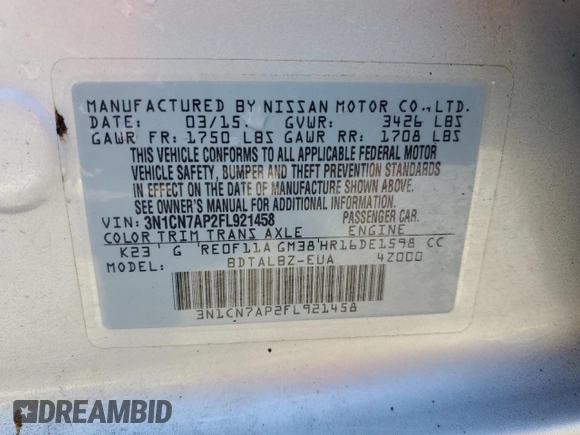 MANUFACTURED BY NISSAN MOTOR CO.,LTD.
DATE: 03/15. GVWR: 3426 LBS
GAWR FR: 1750 LBS GAWR RR: 1708 LBS
THIS VEHICLE CONFORMS TO ALL APPLICABLE FEDERAL MOTOR
VEHICLE SAFETY, BUMPER AND THEFT PREVENTION STANDARDS
IN EFFECT ON THE DATE OF MANUFACTURE SHOWN ABOVE.
SEE OWNER'S MANUAL FOR ADDITIONAL INFORMATION.
VIN: 3N1CN7AP2FL921458 PASSENGER CAR.
COLOR TRIM TRANS AXLE ENGINE
K23 G RE0F11A GM38 HR16DE1598 CC
MODEL: BDTALBZ-EUA 4Z000
3N1CN7AP2FL921458
DREAMBID